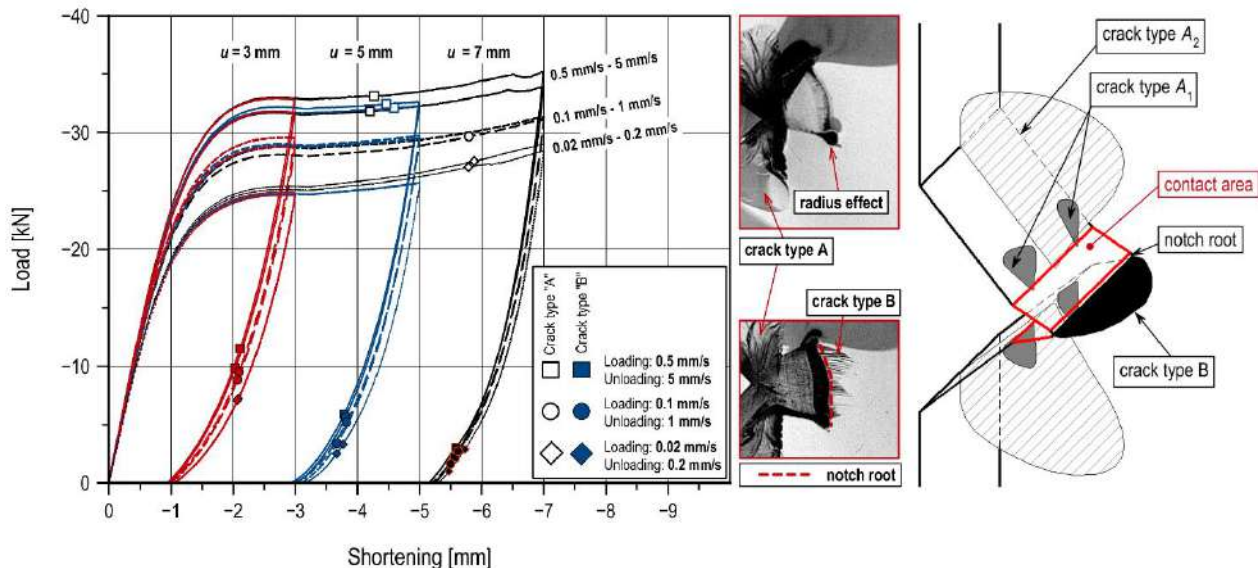 Load [kN]
–40
–30
–20
–10
0
u = 3 mm
u = 5 mm
u = 7 mm
0.5 mm/s - 5 mm/s
0.1 mm/s - 1 mm/s
0.02 mm/s - 0.2 mm/s
Crack type "A"
Crack type "B"
Loading: 0.5 mm/s
Unloading: 5 mm/s
Loading: 0.1 mm/s
Unloading: 1 mm/s
Loading: 0.02 mm/s
Unloading: 0.2 mm/s
0
–1
–2
–3
–4
–5
–6
–7
Shortening [mm]
radius effect
crack type A
crack type B
notch root
crack type A2
crack type A1
contact area
notch root
crack type B